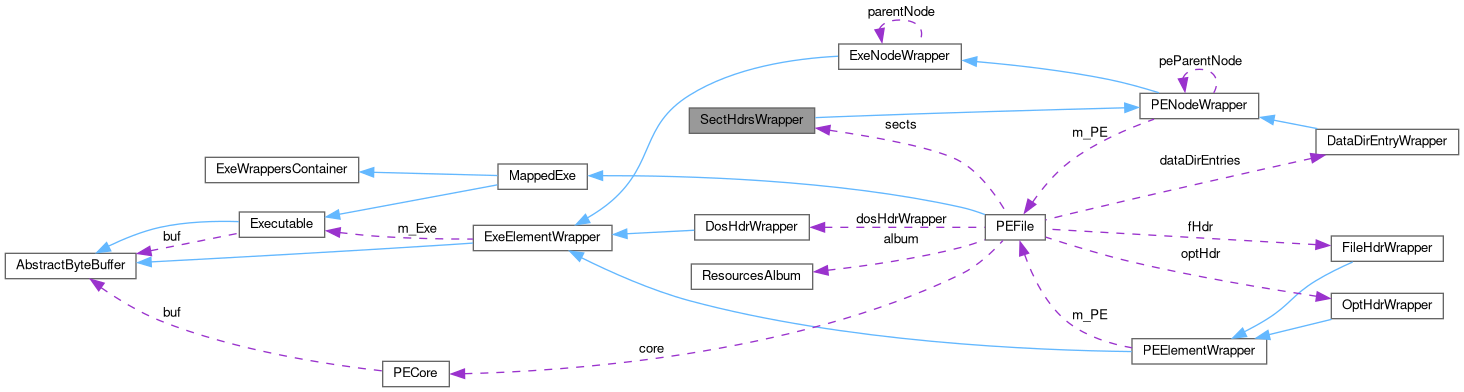 parentNode
ExeNodeWrapper
peParentNode
PENodeWrapper
SectHdrsWrapper
sects
m_PE
DataDirEntryWrapper
dataDirEntries
ExeWrappersContainer
MappedExe
Executable
buf
m_Exe
ExeElementWrapper
DosHdrWrapper
dosHdrWrapper
album
PEFile
fHdr
FileHdrWrapper
AbstractByteBuffer
ResourcesAlbum
optHdr
OptHdrWrapper
buf
m_PE
core
PEElementWrapper
PECore